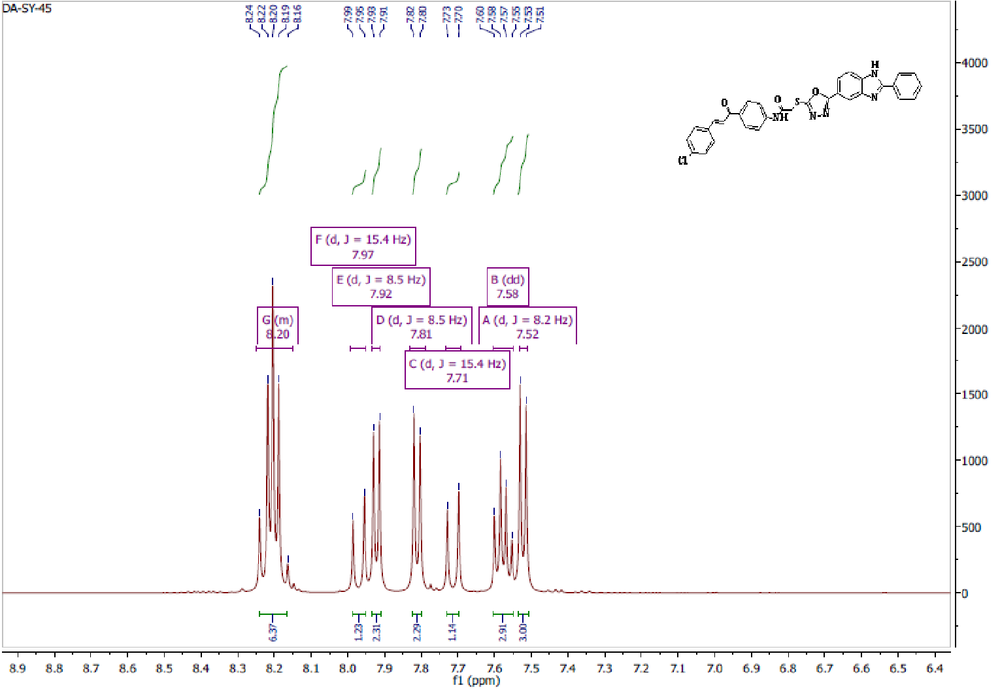 DA-SY-45
8.24
8.22
8.20
8.19
8.16
7.99
7.95
7.93
7.91
7.82
7.80
7.73
7.70
7.60
7.58
7.57
7.55
7.53
7.51
H
N
N
O
N
N
S
O
NH
O
Cl
F (d, J = 15.4 Hz)
7.97
E (d, J = 8.5 Hz)
7.92
B (dd)
7.58
G (m)
8.20
D (d, J = 8.5 Hz)
7.81
A (d, J = 8.2 Hz)
7.52
C (d, J = 15.4 Hz)
7.71
4000
3500
3000
2500
2000
1500
1000
500
0
6.37
1.23
2.31
2.29
1.14
2.91
3.00
8.9 8.8 8.7 8.6 8.5 8.4 8.3 8.2 8.1 8.0 7.9 7.8 7.7 7.6 7.5 7.4 7.3 7.2 7.1 7.0 6.9 6.8 6.7 6.6 6.5 6.4
f1 (ppm)